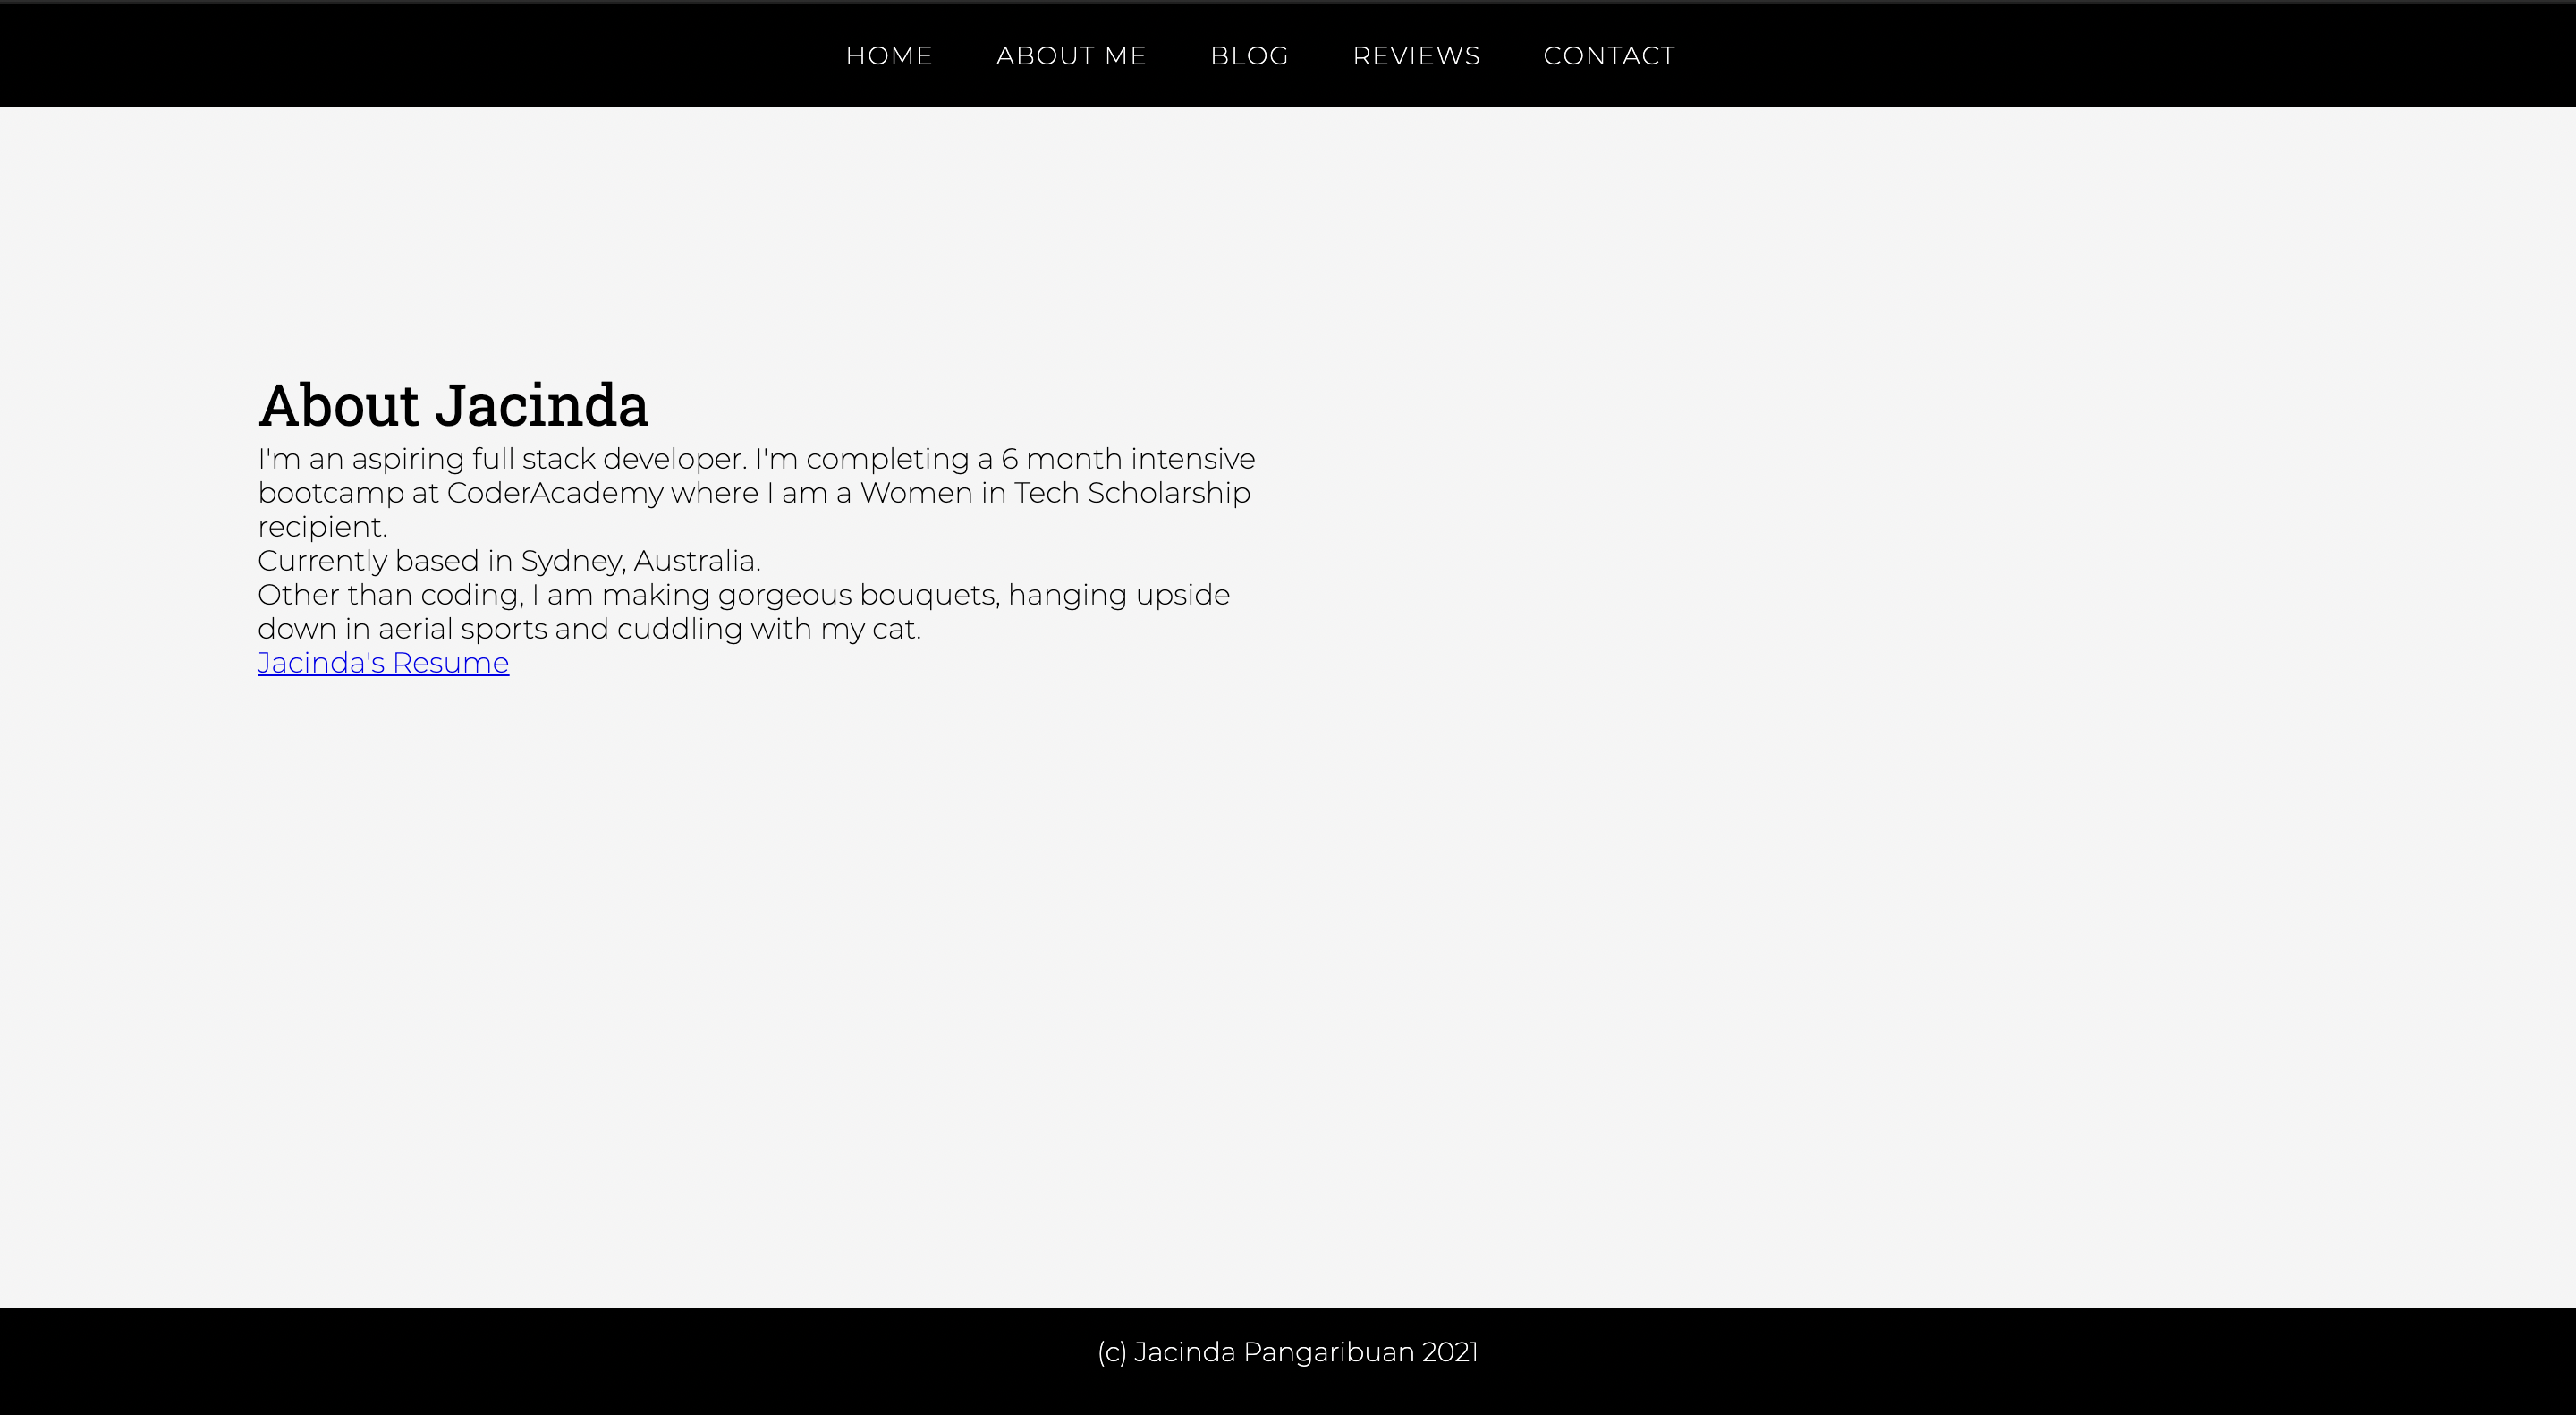 HOME ABOUT ME BLOG REVIEWS CONTACT
About Jacinda
I'm an aspiring full stack developer. I'm completing a 6 month intensive
bootcamp at CoderAcademy where I am a Women in Tech Scholarship
recipient.
Currently based in Sydney, Australia.
Other than coding, I am making gorgeous bouquets, hanging upside
down in aerial sports and cuddling with my cat.
Jacinda's Resume
(c) Jacinda Pangaribuan 2021